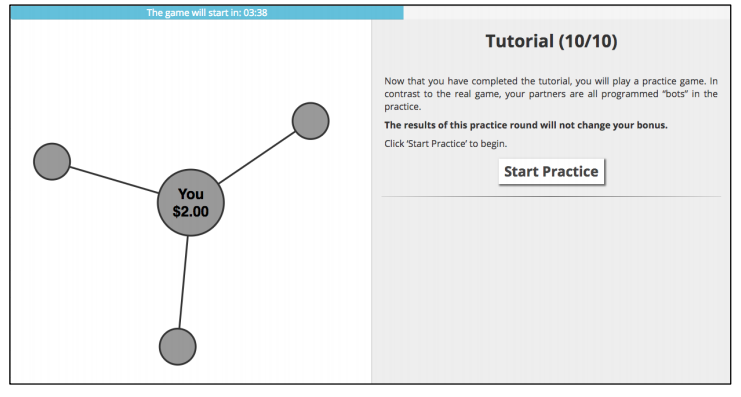 The game will start in: 03:38
Tutorial (10/10)
Now that you have completed the tutorial, you will play a practice game. In
contrast to the real game, your partners are all programmed “bots” in the
practice.
The results of this practice round will not change your bonus.
Click ‘Start Practice’ to begin.
Start Practice
You
$2.00